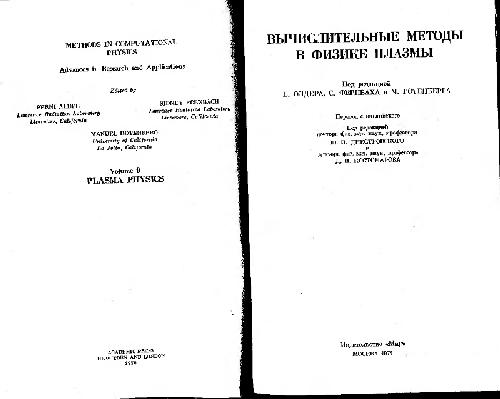 METHODS IN COMPUTATIONAL
PHYSICS
Advances in Research and Applications
Edited by
BERNI ALDER
Lawrence Radiation Laboratory
Livermore, California
SIDNEY FERNBACH
Lawrence Radiation Laboratory
Livermore, California
MANUEL ROTENBERG
University of California
La Jolla, California
Volume 9
PLASMA PHYSICS
ACADEMIC PRESS
NEW YORK AND LONDON
1970
ВЫЧИСЛИТЕЛЬНЫЕ МЕТОДЫ
В ФИЗИКЕ ПЛАЗМЫ
Под редакцией
Б. ОЛДЕРА, С. ФЕРНБАХА и М. РОТЕНБЕРГА
Перевод с английского
под редакцией
доктора физ.-мат. наук, профессора
Ю. Н. ДНЕСТРОВСКОГО
и
доктора физ.-мат. наук, профессора
Д. П. КОСТОМАРОВА
Издательство «Мир»
МОСКВА